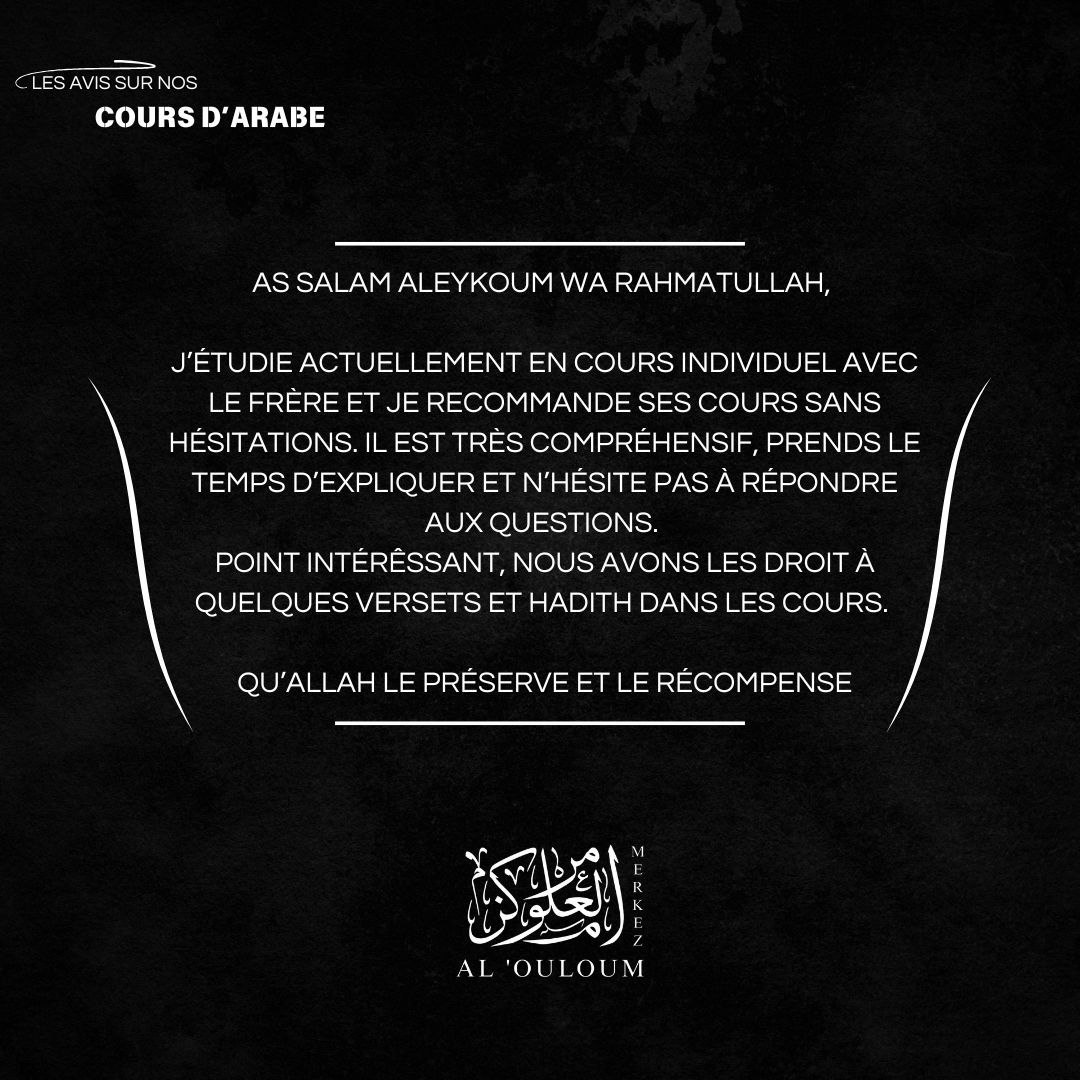 LES AVIS SUR NOS
COURS D'ARABE
AS SALAM ALEYKOUM WA RAHMATULLAH,
J'ÉTUDIE ACTUELLEMENT EN COURS INDIVIDUEL AVEC
LE FRÈRE ET JE RECOMMANDE SES COURS SANS
HÉSITATIONS. IL EST TRÈS COMPRÉHENSIF, PRENDS LE
TEMPS D'EXPLIQUER ET N'HÉSITE PAS À RÉPONDRE
AUX QUESTIONS.
POINT INTÉRÊSSANT, NOUS AVONS LES DROIT À
QUELQUES VERSETS ET HADITH DANS LES COURS.
QU'ALLAH LE PRÉSERVE ET LE RÉCOMPENSE
مركز العلوم
MERKEZ
AL 'OULOUM